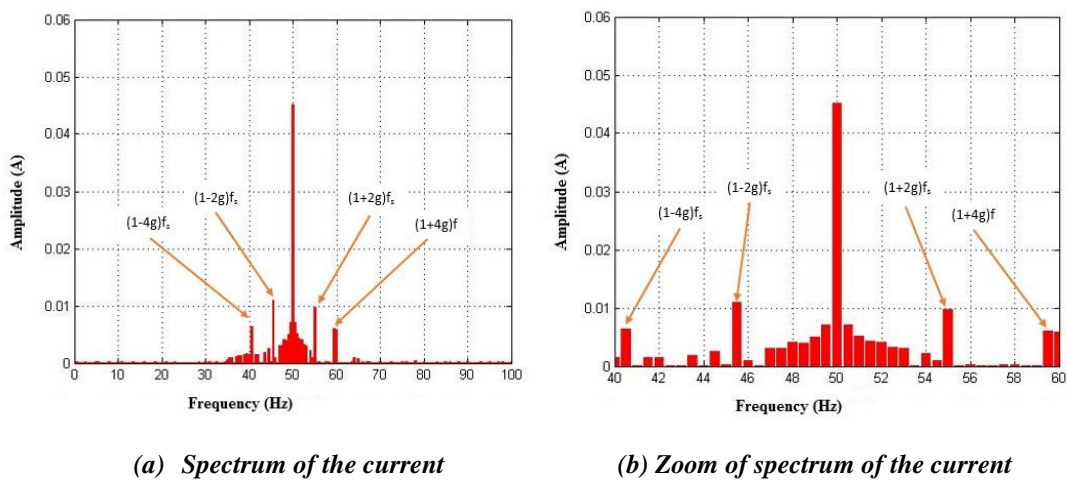 0.06
0.05
0.04
0.03
0.02
0.01
0
0 10 20 30 40 50 60 70 80 90 100
Amplitude (A)
Frequency (Hz)
(1-4g)fₛ
(1-2g)fₛ
(1+2g)fₛ
(1+4g)f
(a) Spectrum of the current
0.06
0.05
0.04
0.03
0.02
0.01
0
40 42 44 46 48 50 52 54 56 58 60
Amplitude (A)
Frequency (Hz)
(1-4g)fₛ
(1-2g)fₛ
(1+2g)fₛ
(1+4g)f
(b) Zoom of spectrum of the current